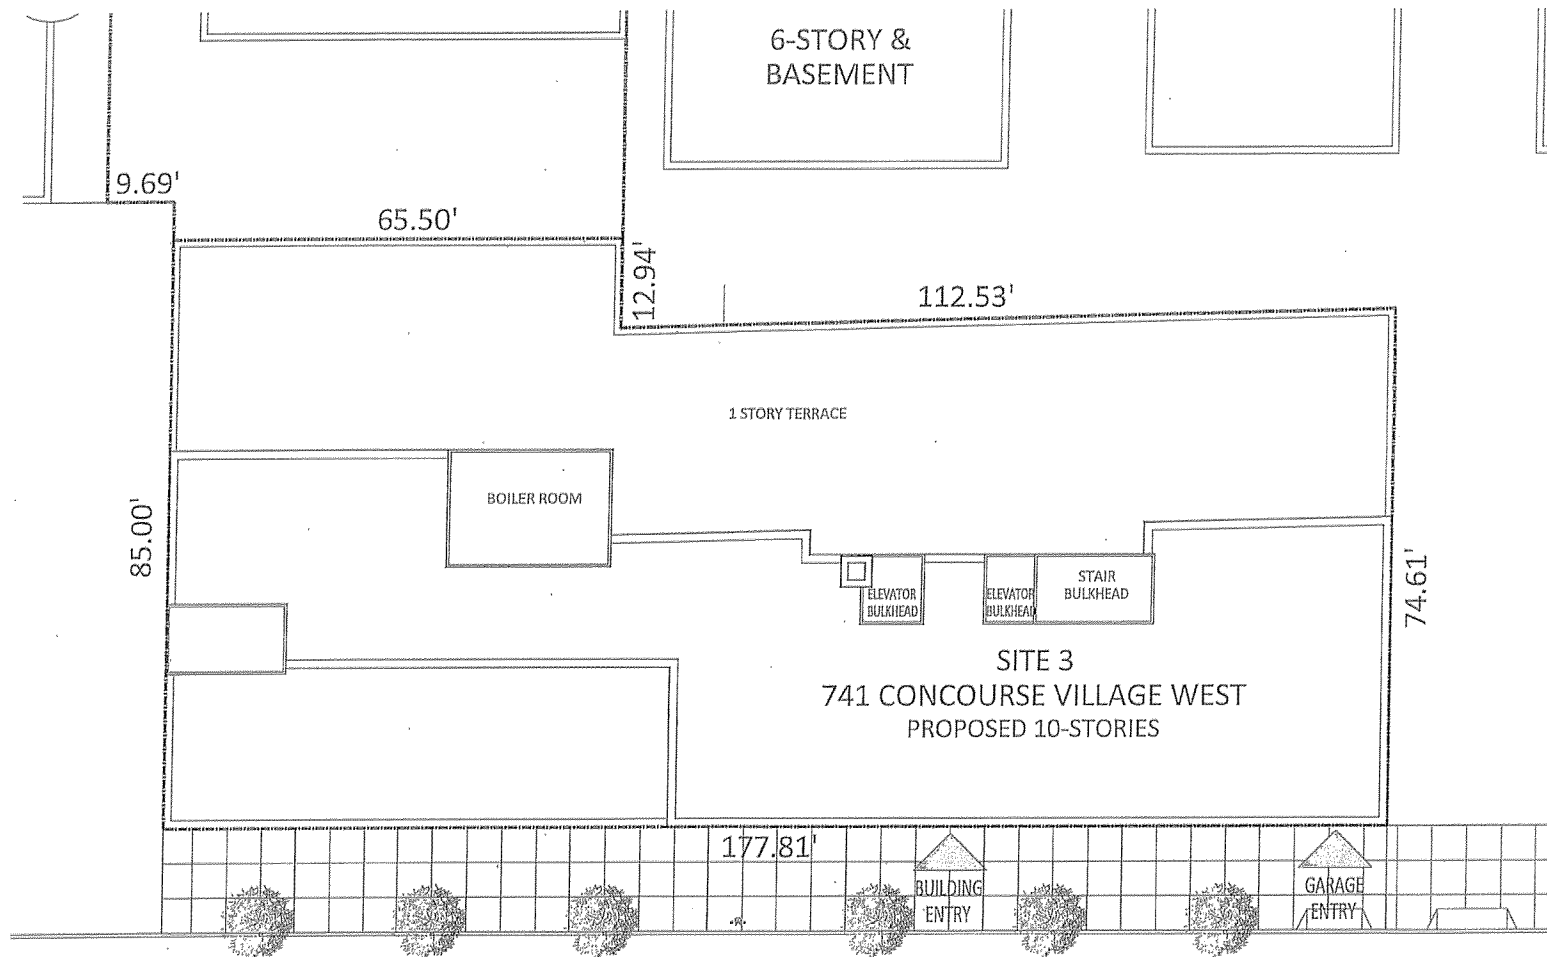 6-STORY &
BASEMENT
9.69'
65.50'
12.94'
112.53'
1 STORY TERRACE
BOILER ROOM
85.00'
ELEVATOR
BULKHEAD
ELEVATOR
BULKHEAD
STAIR
BULKHEAD
74.61'
SITE 3
741 CONCOURSE VILLAGE WEST
PROPOSED 10-STORIES
177.81'
BUILDING
ENTRY
GARAGE
ENTRY